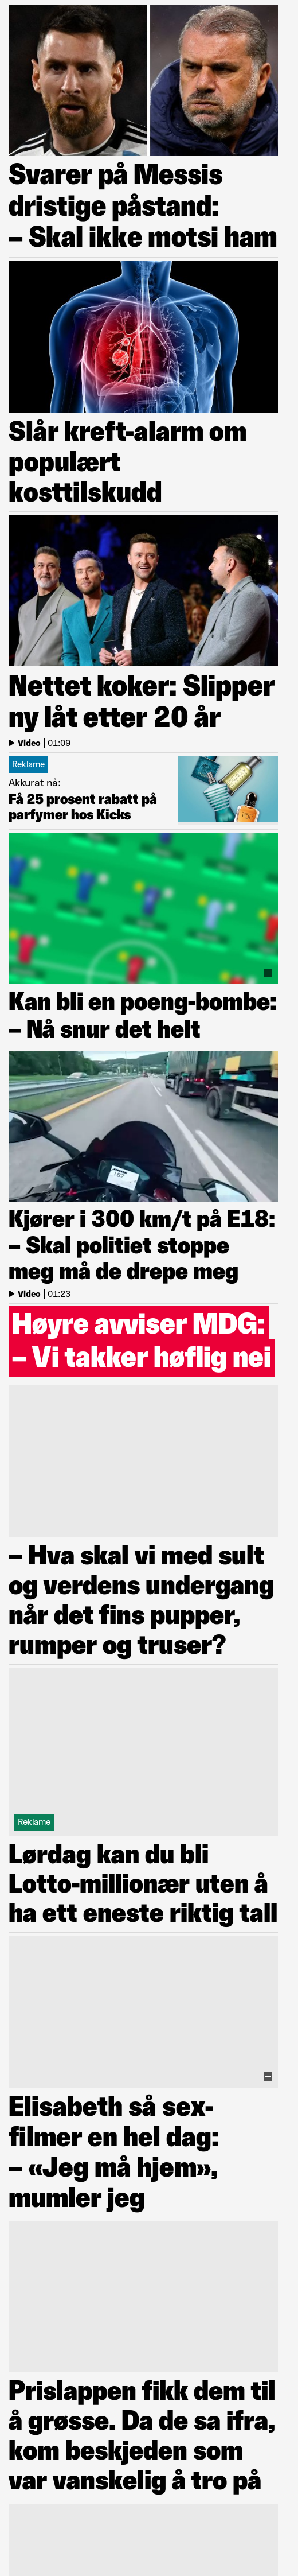 Svarer på Messis
dristige påstand:
– Skal ikke motsi ham
Slår kreft-alarm om
populært
kosttilskudd
Nettet koker: Slipper
ny låt etter 20 år
Video | 01:09
Reklame
Akkurat nå:
Få 25 prosent rabatt på
parfymer hos Kicks
Kan bli en poeng-bombe:
– Nå snur det helt
Kjører i 300 km/t på E18:
– Skal politiet stoppe
meg må de drepe meg
Video | 01:23
Høyre avviser MDG:
– Vi takker høflig nei
– Hva skal vi med sult
og verdens undergang
når det fins pupper,
rumper og truser?
Reklame
Lørdag kan du bli
Lotto-millionær uten å
ha ett eneste riktig tall
Elisabeth så sex-
filmer en hel dag:
– «Jeg må hjem»,
mumler jeg
Prislappen fikk dem til
å grøsse. Da de sa ifra,
kom beskjeden som
var vanskelig å tro på